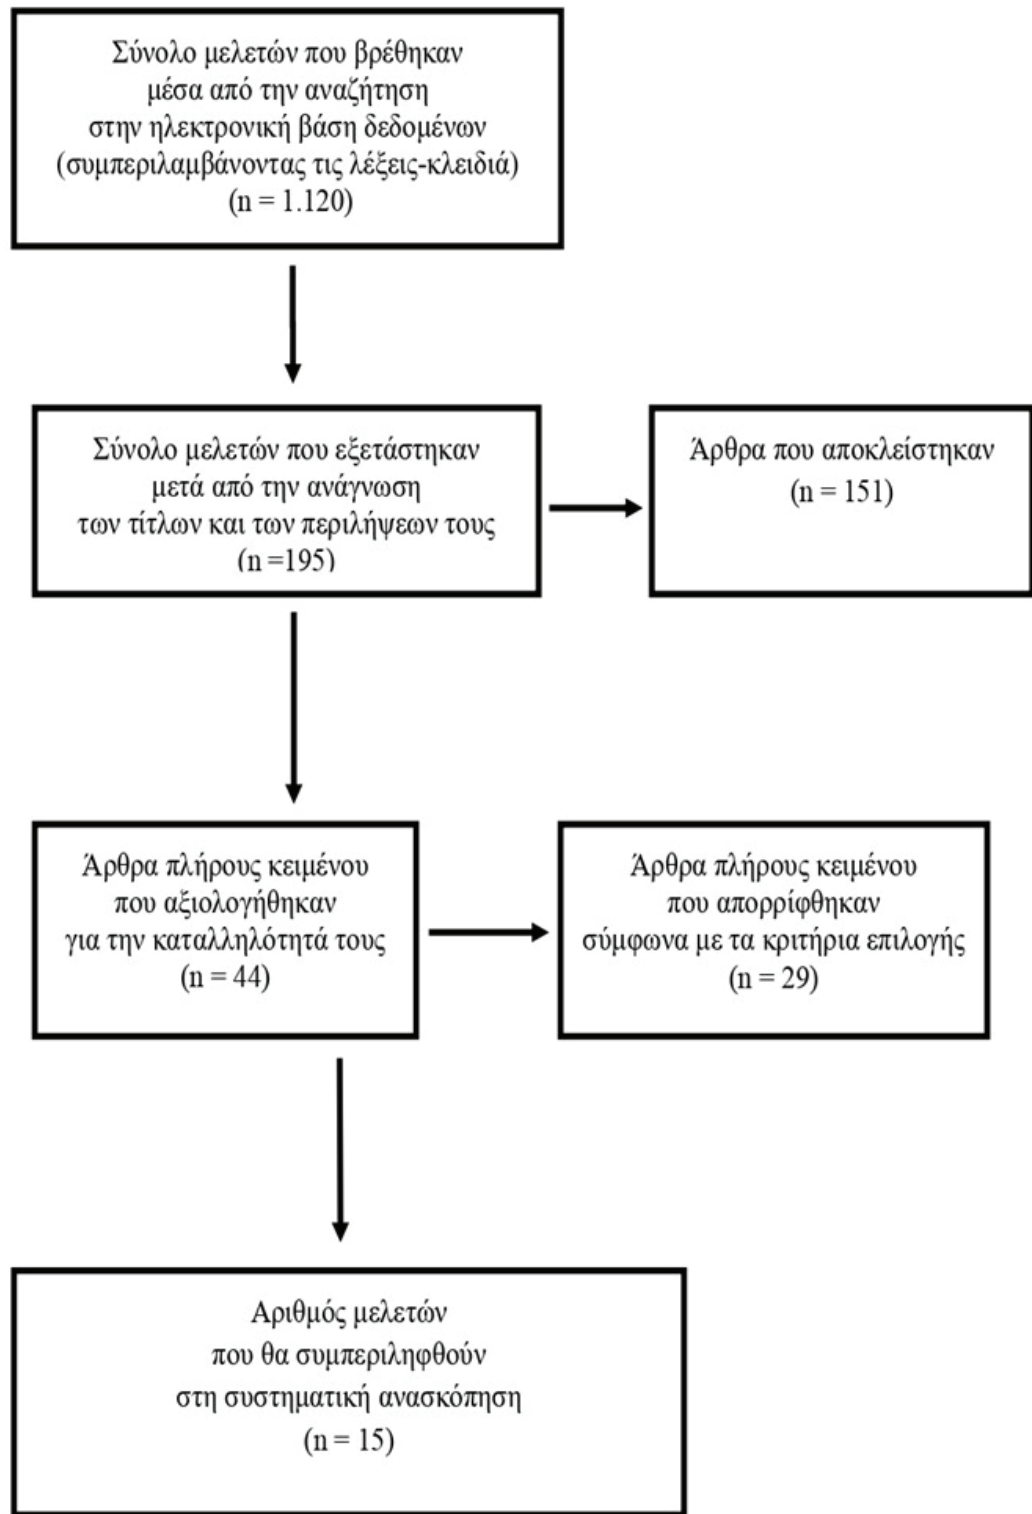 Σύνολο μελετών που βρέθηκαν
μέσα από την αναζήτηση
στην ηλεκτρονική βάση δεδομένων
(συμπεριλαμβάνοντας τις λέξεις-κλειδιά)
(n = 1.120)
Σύνολο μελετών που εξετάστηκαν
μετά από την ανάγνωση
των τίτλων και των περιλήψεων τους
(n =195)
Άρθρα που αποκλείστηκαν
(n = 151)
Άρθρα πλήρους κειμένου
που αξιολογήθηκαν
για την καταλληλότητά τους
(n = 44)
Άρθρα πλήρους κειμένου
που απορρίφθηκαν
σύμφωνα με τα κριτήρια επιλογής
(n = 29)
Αριθμός μελετών
που θα συμπεριληφθούν
στη συστηματική ανασκόπηση
(n = 15)